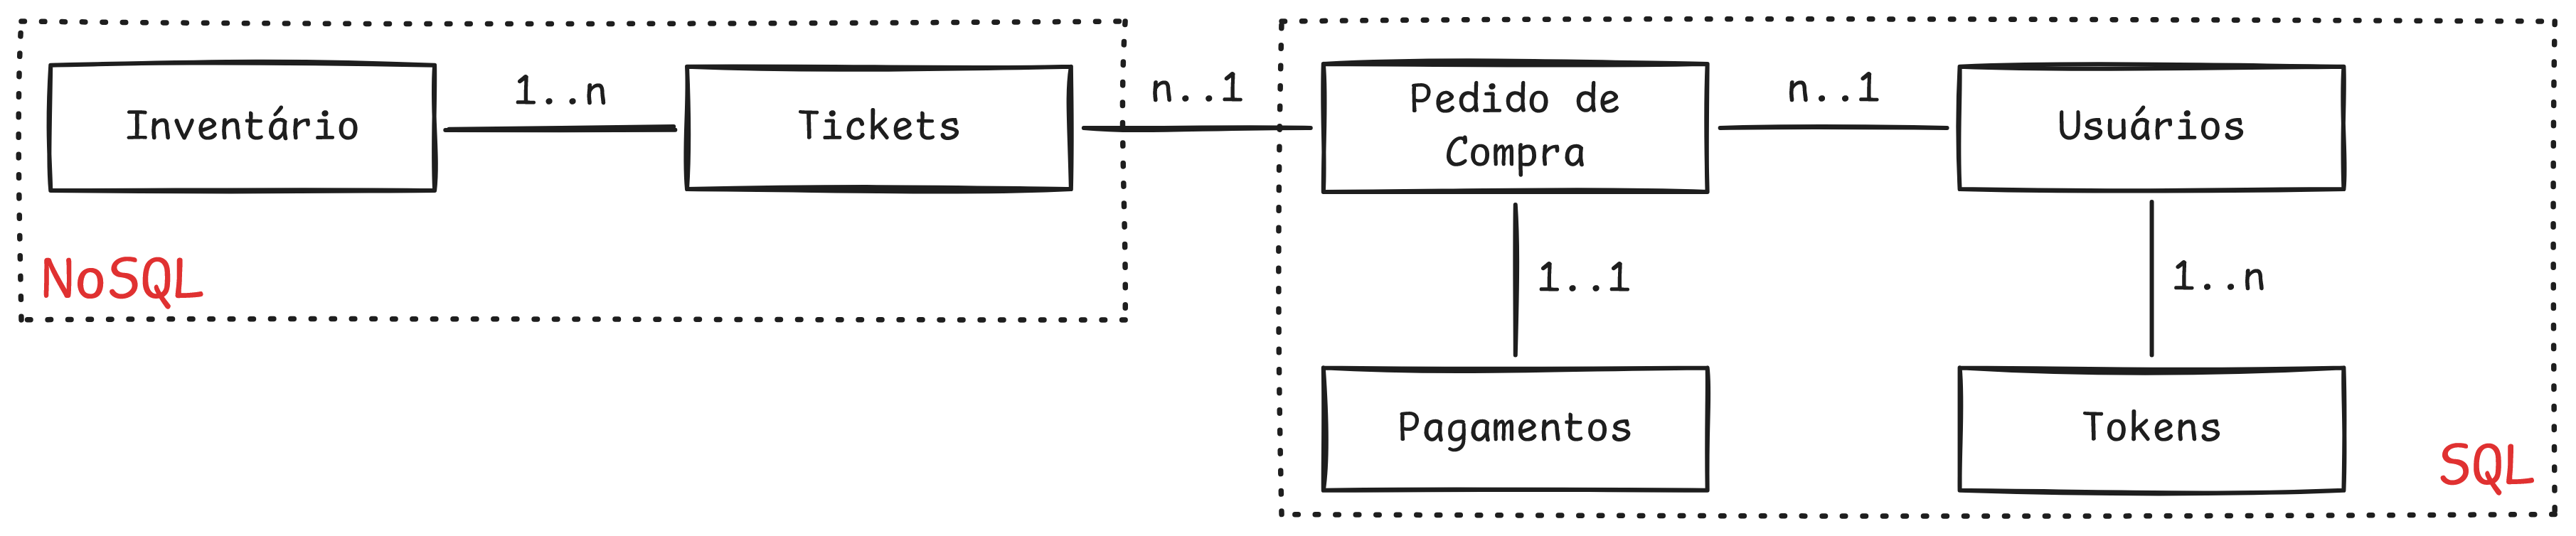 Inventário
1..n
Tickets
n..1
Pedido de
Compra
n..1
Usuários
NoSQL
1..1
1..n
Pagamentos
Tokens
SQL